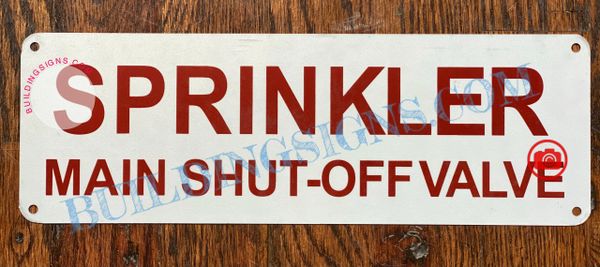 SPRINKLER
MAIN SHUT-OFF VALVE
BUILDINGSIGNS.COM
BUILDINGSIGNS.COM